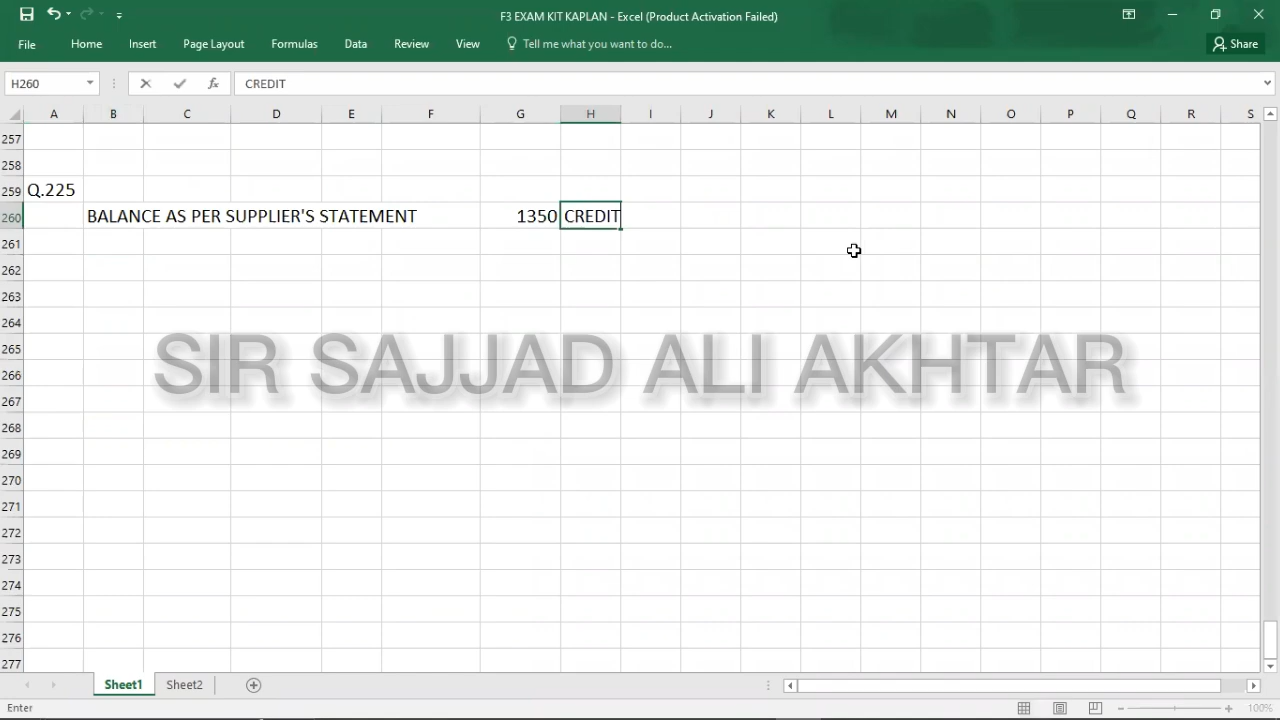 F3 EXAM KIT KAPLAN - Excel (Product Activation Failed)
File Home Insert Page Layout Formulas Data Review View Tell me what you want to do... Share
H260 fx CREDIT
A B C D E F G H I J K L M N O P Q R S
257
258
259 Q.225
260 BALANCE AS PER SUPPLIER'S STATEMENT 1350 CREDIT
261
262
263
264
265
SIR SAJJAD ALI AKHTAR
266
267
268
269
270
271
272
273
274
275
276
277
Sheet1 Sheet2
Enter 100%